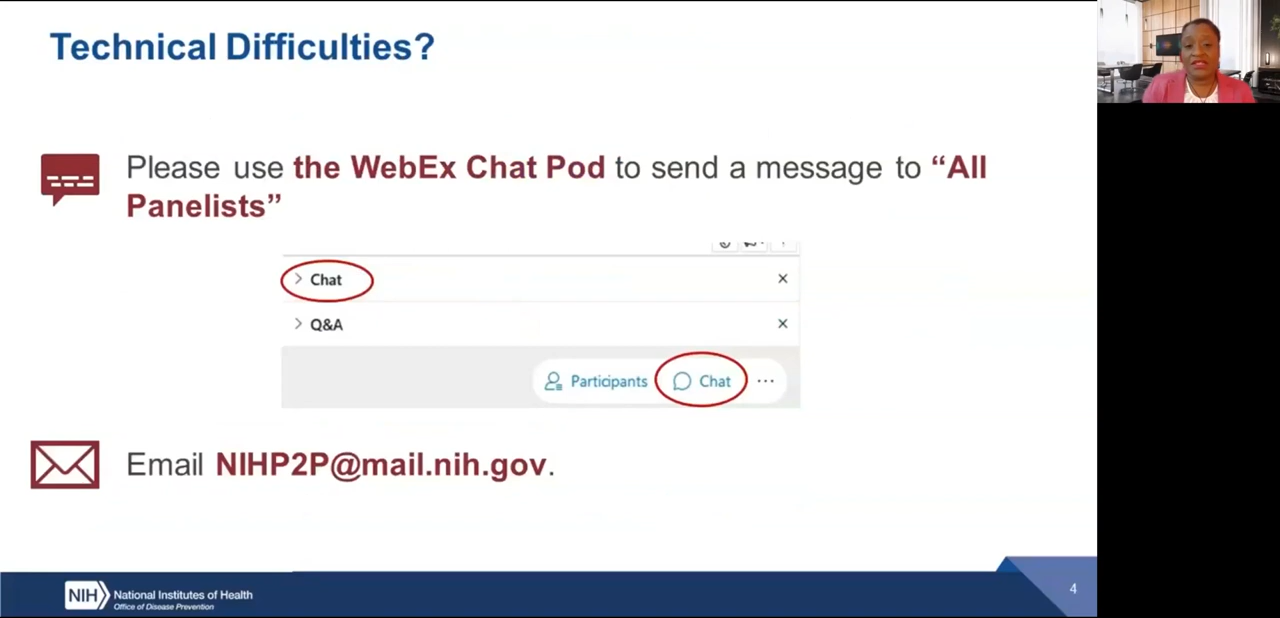 Technical Difficulties?
Please use the WebEx Chat Pod to send a message to “All
Panelists”
Chat
Q&A
Participants Chat
Email NIHP2P@mail.nih.gov.
NIH National Institutes of Health
Office of Disease Prevention
4